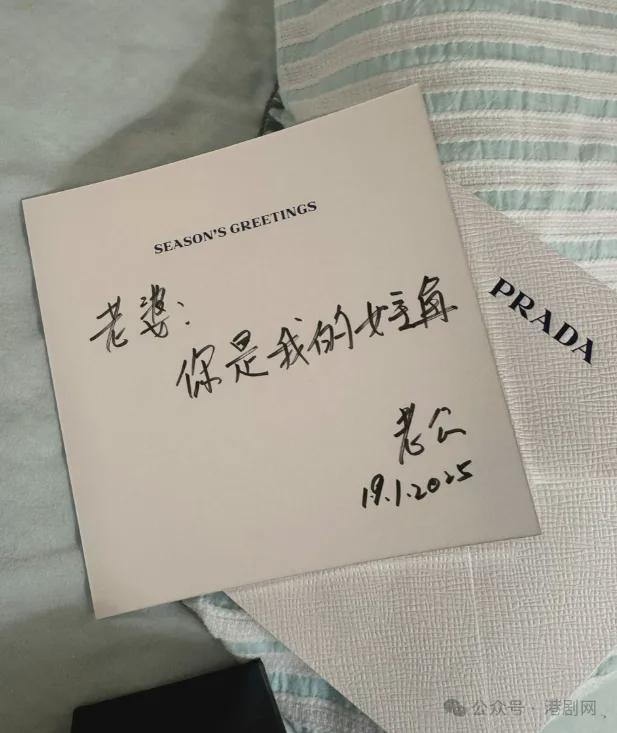 SEASON'S GREETINGS
老婆：
你是我的女主角
老公
19.1.2025
PRADA
公众号·港剧网